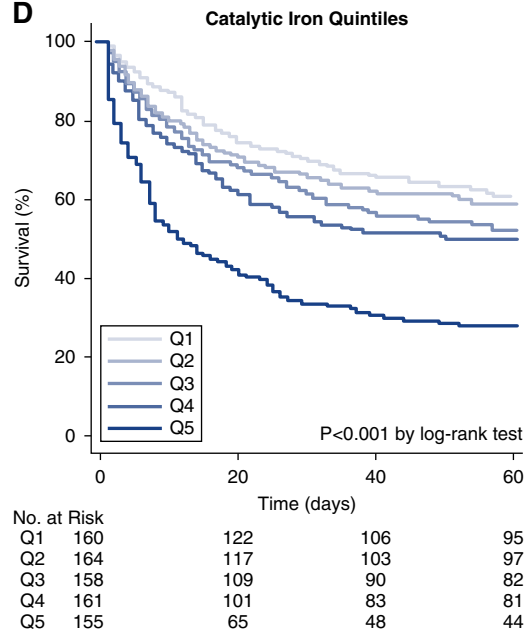 D
Catalytic Iron Quintiles
100
80
60
40
20
0
Survival (%)
Q1
Q2
Q3
Q4
Q5
P<0.001 by log-rank test
0 20 40 60
Time (days)
No. at Risk
Q1 160 122 106 95
Q2 164 117 103 97
Q3 158 109 90 82
Q4 161 101 83 81
Q5 155 65 48 44